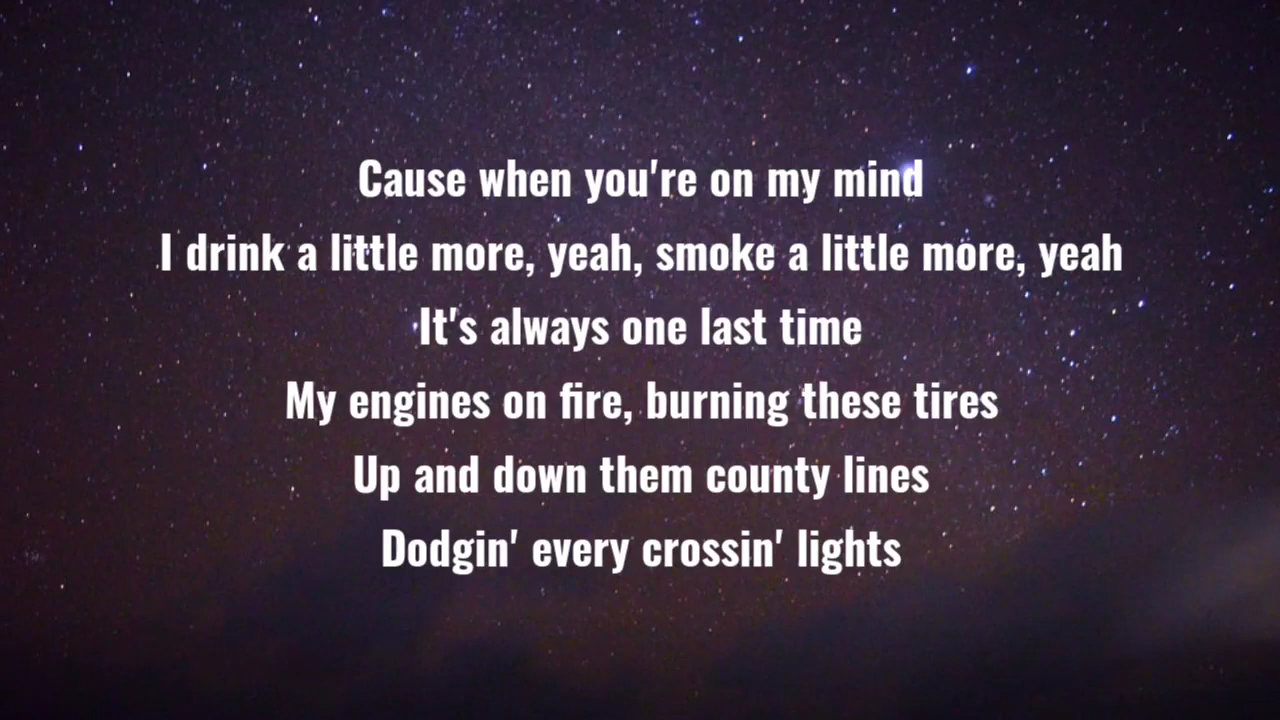 Cause when you're on my mind
I drink a little more, yeah, smoke a little more, yeah
It's always one last time
My engines on fire, burning these tires
Up and down them county lines
Dodgin' every crossin' lights